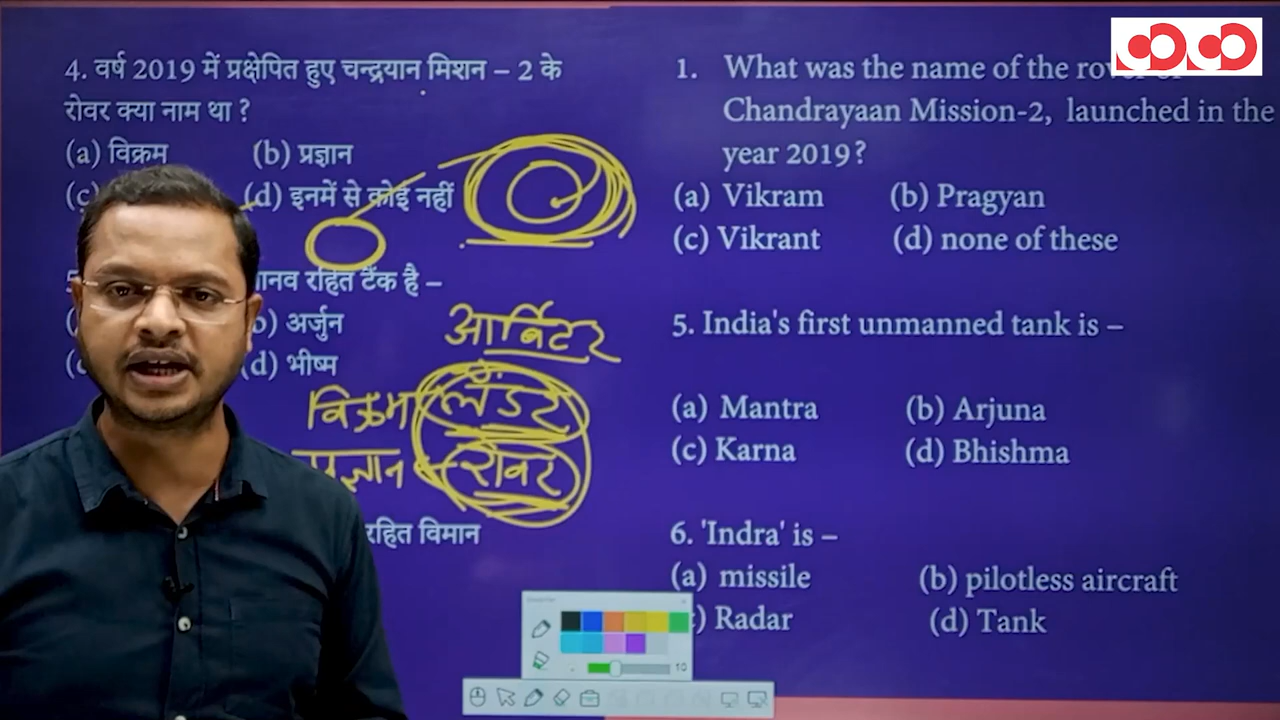 4. वर्ष 2019 में प्रक्षेपित हुए चन्द्रयान मिशन – 2 के
रोवर क्या नाम था ?
(a) विक्रम (b) प्रज्ञान
(d) इनमें से कोई नहीं
रहित टैंक है –
अर्जुन
(d) भीष्म
आर्बिटर
विक्रम लैंडर
प्रज्ञान रोवर
रहित विमान
1. What was the name of the
Chandrayaan Mission-2, launched in the
year 2019?
(a) Vikram (b) Pragyan
(c) Vikrant (d) none of these
5. India's first unmanned tank is –
(a) Mantra (b) Arjuna
(c) Karna (d) Bhishma
6. 'Indra' is –
(a) missile (b) pilotless aircraft
Radar (d) Tank
10